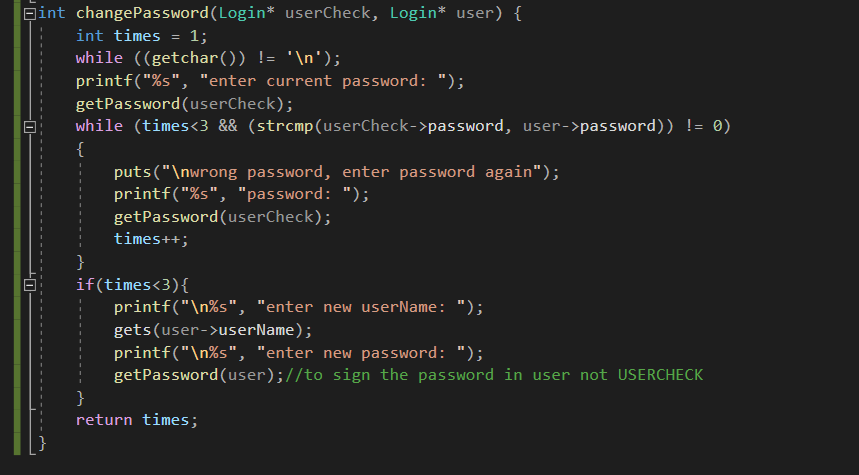 int changePassword(Login* userCheck, Login* user) {
int times = 1;
while ((getchar()) != '\n');
printf("%s", "enter current password: ");
getPassword(userCheck);
while (times<3 && (strcmp(userCheck->password, user->password)) != 0)
{
puts("\nwrong password, enter password again");
printf("%s", "password: ");
getPassword(userCheck);
times++;
}
if(times<3){
printf("\n%s", "enter new userName: ");
gets(user->userName);
printf("\n%s", "enter new password: ");
getPassword(user);//to sign the password in user not USERCHECK
}
return times;
}